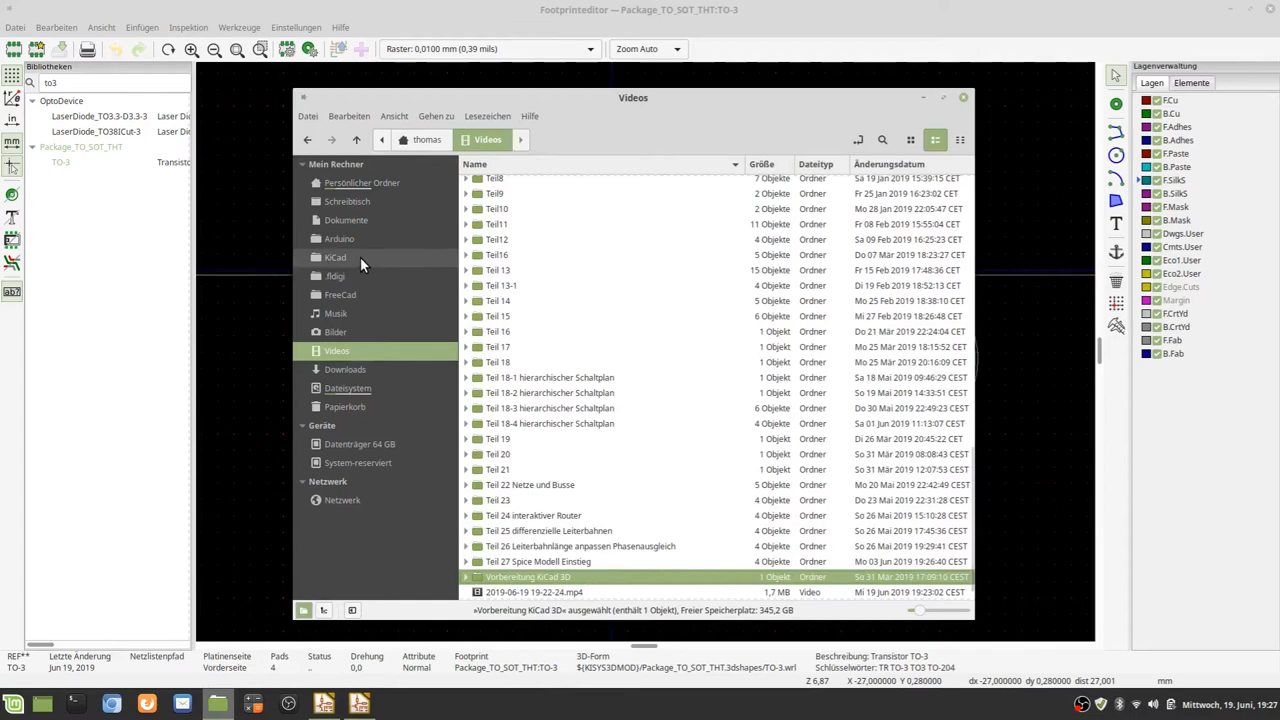 Footprinteditor — Package_TO_SOT_THT:TO-3
Datei Bearbeiten Ansicht Einfügen Inspektion Werkzeuge Einstellungen Hilfe
Raster: 0,0100 mm (0,39 mils) Zoom Auto
Bibliotheken
to3
OptoDevice
LaserDiode_TO3.3-D3.3-3 Laser Di
LaserDiode_TO38ICut-3 Laser Di
Package_TO_SOT_THT
TO-3 Transisto
Videos
Datei Bearbeiten Ansicht Gehen zu Lesezeichen Hilfe
thomas Videos
Mein Rechner
Persönlicher Ordner
Schreibtisch
Dokumente
Arduino
KiCad
.fldigi
FreeCad
Musik
Bilder
Videos
Downloads
Dateisystem
Papierkorb
Geräte
Datenträger 64 GB
System-reserviert
Netzwerk
Netzwerk
Name Größe Dateityp Änderungsdatum
Teil8 7 Objekte Ordner Sa 19 Jan 2019 15:39:15 CET
Teil9 2 Objekte Ordner Fr 25 Jan 2019 16:23:02 CET
Teil10 2 Objekte Ordner Mo 28 Jan 2019 22:05:47 CET
Teil11 11 Objekte Ordner Fr 08 Feb 2019 15:55:04 CET
Teil12 4 Objekte Ordner Sa 09 Feb 2019 16:25:23 CET
Teil16 5 Objekte Ordner Do 07 Mär 2019 18:23:27 CET
Teil 13 15 Objekte Ordner Fr 15 Feb 2019 17:48:36 CET
Teil 13-1 4 Objekte Ordner Di 19 Feb 2019 18:52:13 CET
Teil 14 5 Objekte Ordner Mo 25 Feb 2019 18:38:10 CET
Teil 15 6 Objekte Ordner Mi 27 Feb 2019 18:26:48 CET
Teil 16 1 Objekt Ordner Do 21 Mär 2019 22:24:04 CET
Teil 17 1 Objekt Ordner Mo 25 Mär 2019 18:15:52 CET
Teil 18 1 Objekt Ordner Mo 25 Mär 2019 20:16:09 CET
Teil 18-1 hierarchischer Schaltplan 1 Objekt Ordner Sa 18 Mai 2019 09:46:29 CEST
Teil 18-2 hierarchischer Schaltplan 1 Objekt Ordner So 19 Mai 2019 14:33:51 CEST
Teil 18-3 hierarchischer Schaltplan 6 Objekte Ordner Do 30 Mai 2019 22:49:23 CEST
Teil 18-4 hierarchischer Schaltplan 4 Objekte Ordner Sa 01 Jun 2019 11:13:07 CEST
Teil 19 1 Objekt Ordner Di 26 Mär 2019 20:45:22 CET
Teil 20 1 Objekt Ordner So 31 Mär 2019 08:08:43 CEST
Teil 21 1 Objekt Ordner So 31 Mär 2019 12:07:53 CEST
Teil 22 Netze und Busse 5 Objekte Ordner Mo 20 Mai 2019 22:42:49 CEST
Teil 23 4 Objekte Ordner Do 23 Mai 2019 22:31:28 CEST
Teil 24 interaktiver Router 4 Objekte Ordner So 26 Mai 2019 15:10:28 CEST
Teil 25 differenzielle Leiterbahnen 4 Objekte Ordner So 26 Mai 2019 17:45:36 CEST
Teil 26 Leiterbahnlänge anpassen Phasenausgleich 4 Objekte Ordner So 26 Mai 2019 19:29:41 CEST
Teil 27 Spice Modell Einstieg 4 Objekte Ordner Mo 03 Jun 2019 19:26:40 CEST
Vorbereitung KiCad 3D 1 Objekt Ordner So 31 Mär 2019 17:09:10 CEST
2019-06-19 19-22-24.mp4 1,7 MB Video Mi 19 Jun 2019 19:23:02 CEST
»Vorbereitung KiCad 3D« ausgewählt (enthält 1 Objekt), Freier Speicherplatz: 345,2 GB
Lagenverwaltung
Lagen Elemente
F.Cu
B.Cu
F.Adhes
B.Adhes
F.Paste
B.Paste
F.SilkS
B.SilkS
F.Mask
B.Mask
Dwgs.User
Cmts.User
Eco1.User
Eco2.User
Edge.Cuts
Margin
F.CrtYd
B.CrtYd
F.Fab
B.Fab
REF** Letzte Änderung Netzlistenpfad Platinenseite Pads Status Drehung Attribute Footprint 3D-Form Beschreibung: Transistor TO-3
TO-3 Jun 19, 2019 Vorderseite 4 .. 0,0 Normal Package_TO_SOT_THT:TO-3 ${KISYS3DMOD}/Package_TO_SOT_THT.3dshapes/TO-3.wrl Schlüsselwörter: TR TO-3 TO3 TO-204
Z 6,87 X -27,000000 Y 0,280000 dx -27,000000 dy 0,280000 dist 27,001 mm
Mittwoch, 19. Juni, 19:27